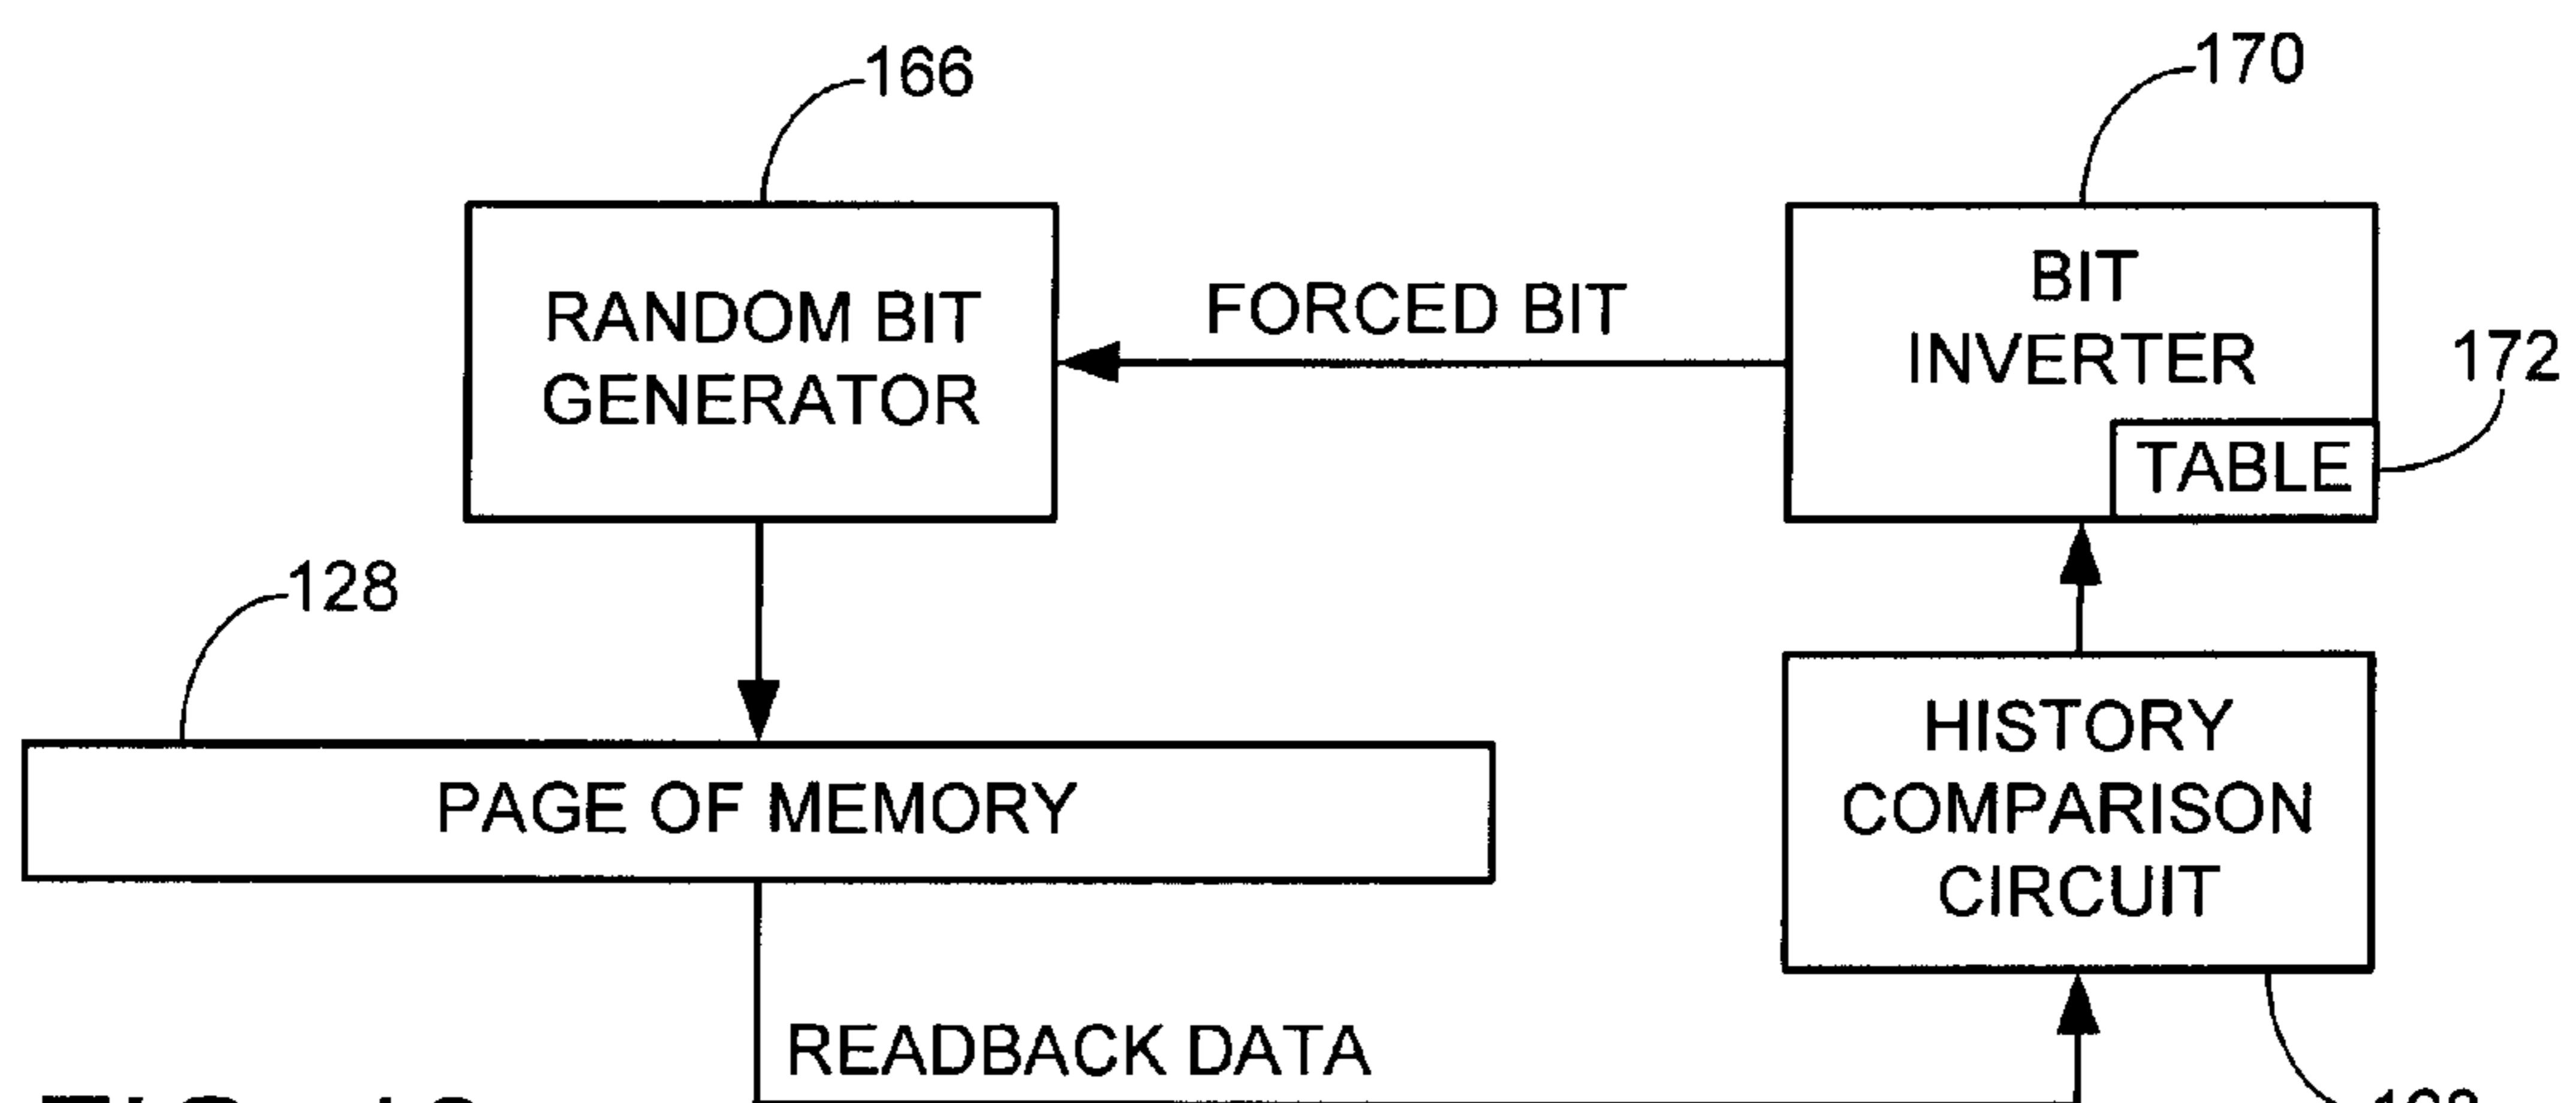 166
170
RANDOM BIT
GENERATOR
FORCED BIT
BIT
INVERTER
172
TABLE
128
PAGE OF MEMORY
HISTORY
COMPARISON
CIRCUIT
READBACK DATA